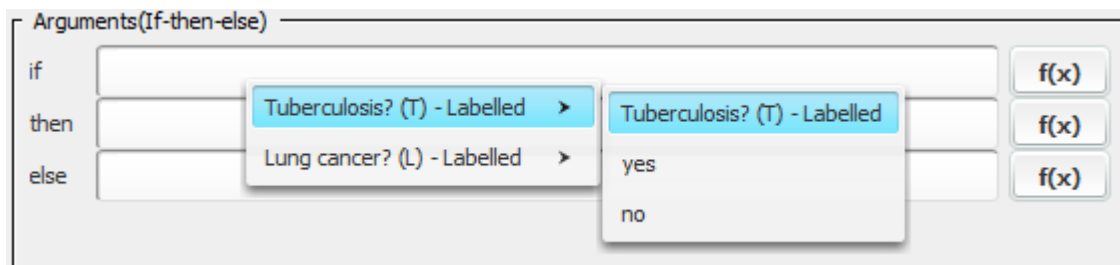 Arguments(If-then-else)
if f(x)
Tuberculosis? (T) - Labelled > Tuberculosis? (T) - Labelled
then f(x)
Lung cancer? (L) - Labelled > yes
else f(x)
no